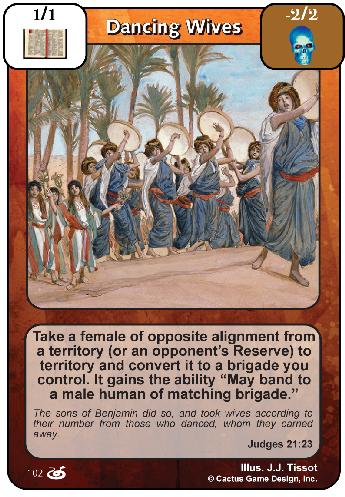 1/1
Dancing Wives
-2/2
Take a female of opposite alignment from
a territory (or an opponent's Reserve) to
territory and convert it to a brigade you
control. It gains the ability "May band to
a male human of matching brigade."
The sons of Benjamin did so, and took wives according to
their number from those who danced, whom they carried
away.
Judges 21:23
102
Illus. J.J. Tissot
© Cactus Game Design, Inc.